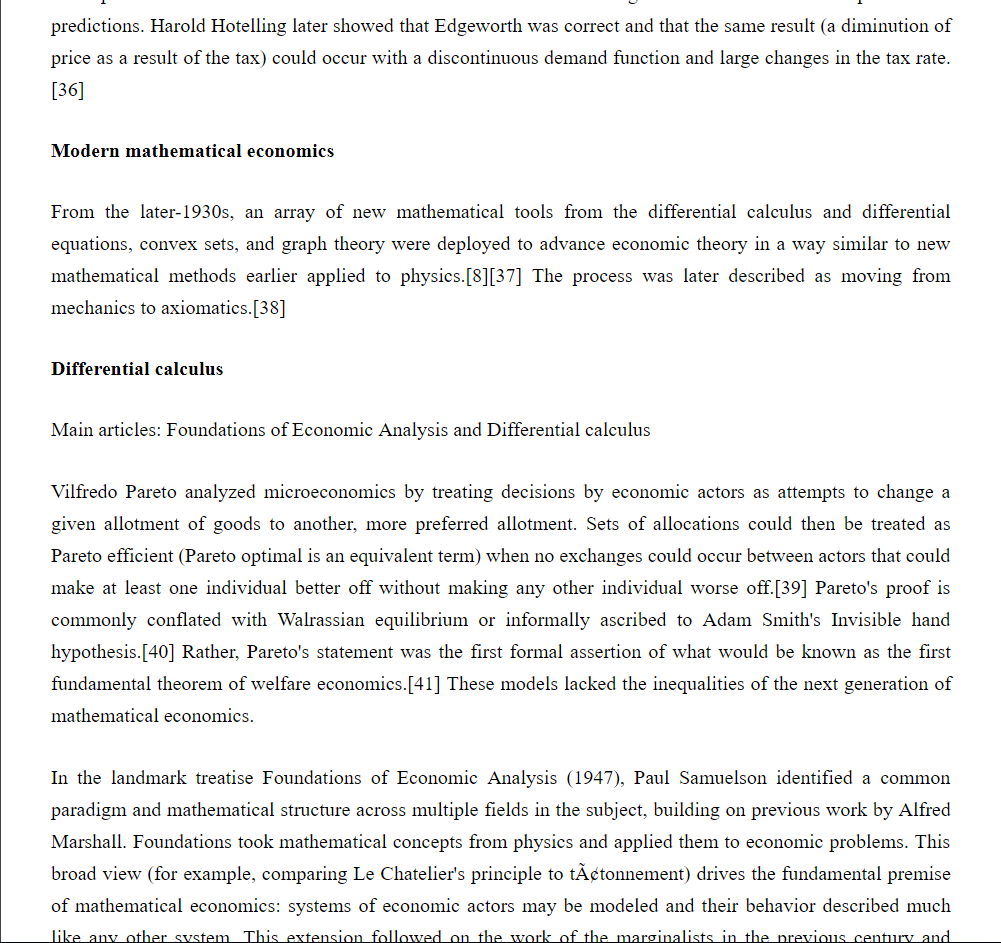 predictions. Harold Hotelling later showed that Edgeworth was correct and that the same result (a diminution of
price as a result of the tax) could occur with a discontinuous demand function and large changes in the tax rate.
[36]
Modern mathematical economics
From the later-1930s, an array of new mathematical tools from the differential calculus and differential
equations, convex sets, and graph theory were deployed to advance economic theory in a way similar to new
mathematical methods earlier applied to physics.[8][37] The process was later described as moving from
mechanics to axiomatics.[38]
Differential calculus
Main articles: Foundations of Economic Analysis and Differential calculus
Vilfredo Pareto analyzed microeconomics by treating decisions by economic actors as attempts to change a
given allotment of goods to another, more preferred allotment. Sets of allocations could then be treated as
Pareto efficient (Pareto optimal is an equivalent term) when no exchanges could occur between actors that could
make at least one individual better off without making any other individual worse off.[39] Pareto's proof is
commonly conflated with Walrassian equilibrium or informally ascribed to Adam Smith's Invisible hand
hypothesis.[40] Rather, Pareto's statement was the first formal assertion of what would be known as the first
fundamental theorem of welfare economics.[41] These models lacked the inequalities of the next generation of
mathematical economics.
In the landmark treatise Foundations of Economic Analysis (1947), Paul Samuelson identified a common
paradigm and mathematical structure across multiple fields in the subject, building on previous work by Alfred
Marshall. Foundations took mathematical concepts from physics and applied them to economic problems. This
broad view (for example, comparing Le Chatelier's principle to tÃ¢tonnement) drives the fundamental premise
of mathematical economics: systems of economic actors may be modeled and their behavior described much
like any other system. This extension followed on the work of the marginalists in the previous century and